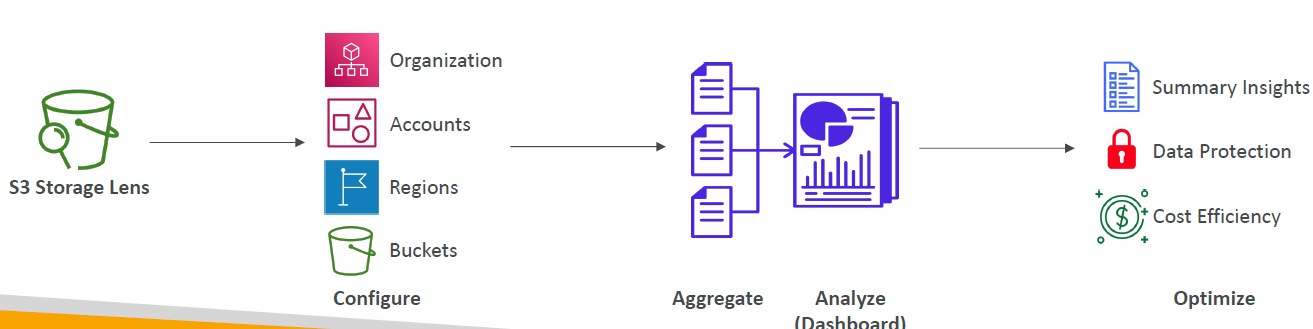 S3 Storage Lens
Organization
Accounts
Regions
Buckets
Configure
Aggregate
Analyze
(Dashboard)
Summary Insights
Data Protection
$ Cost Efficiency
Optimize